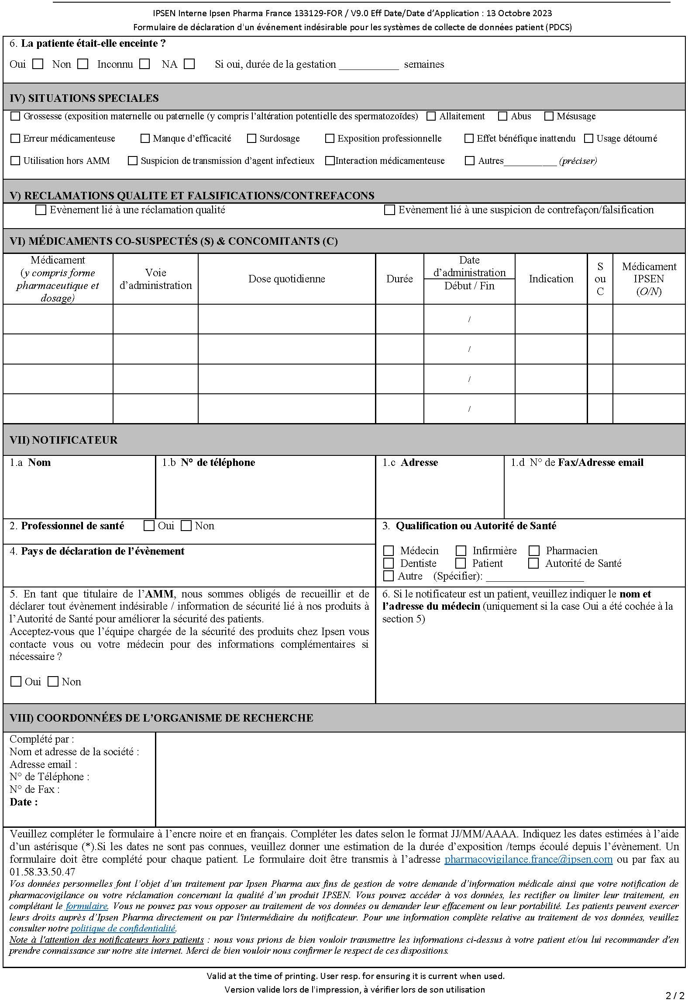 IPSEN Interne Ipsen Pharma France 133129-FOR / V9.0 Eff Date/Date d’Application : 13 Octobre 2023
Formulaire de déclaration d'un événement indésirable pour les systèmes de collecte de données patient (PDCS)
6. La patiente était-elle enceinte ?
Oui ☐ Non ☐ Inconnu ☐ NA ☐ Si oui, durée de la gestation ___________ semaines
IV) SITUATIONS SPECIALES
☐ Grossesse (exposition maternelle ou paternelle (y compris l’altération potentielle des spermatozoïdes) ☐ Allaitement ☐ Abus ☐ Mésusage
☐ Erreur médicamenteuse ☐ Manque d’efficacité ☐ Surdosage ☐ Exposition professionnelle ☐ Effet bénéfique inattendu ☐ Usage détourné
☐ Utilisation hors AMM ☐ Suspicion de transmission d’agent infectieux ☐Interaction médicamenteuse ☐ Autres___________ (préciser)
V) RECLAMATIONS QUALITE ET FALSIFICATIONS/CONTREFACONS
☐ Evènement lié à une réclamation qualité ☐ Evènement lié à une suspicion de contrefaçon/falsification
VI) MÉDICAMENTS CO-SUSPECTÉS (S) & CONCOMITANTS (C)
Médicament
(y compris forme
pharmaceutique et
dosage)
Voie
d’administration
Dose quotidienne
Durée
Date
d’administration
Début / Fin
Indication
S
ou
C
Médicament
IPSEN
(O/N)
/
/
/
/
VII) NOTIFICATEUR
1.a Nom
1.b N° de téléphone
1.c Adresse
1.d N° de Fax/Adresse email
2. Professionnel de santé ☐ Oui ☐ Non
4. Pays de déclaration de l’évènement
3. Qualification ou Autorité de Santé
☐ Médecin ☐ Infirmière ☐ Pharmacien
☐ Dentiste ☐ Patient ☐ Autorité de Santé
☐ Autre (Spécifier): __________________
5. En tant que titulaire de l’AMM, nous sommes obligés de recueillir et de
déclarer tout évènement indésirable / information de sécurité lié à nos produits à
l’Autorité de Santé pour améliorer la sécurité des patients.
Acceptez-vous que l’équipe chargée de la sécurité des produits chez Ipsen vous
contacte vous ou votre médecin pour des informations complémentaires si
nécessaire ?
☐ Oui ☐ Non
6. Si le notificateur est un patient, veuillez indiquer le nom et
l’adresse du médecin (uniquement si la case Oui a été cochée à la
section 5)
VIII) COORDONNÉES DE L’ORGANISME DE RECHERCHE
Complété par :
Nom et adresse de la société :
Adresse email :
N° de Téléphone :
N° de Fax :
Date :
Veuillez compléter le formulaire à l’encre noire et en français. Compléter les dates selon le format JJ/MM/AAAA. Indiquez les dates estimées à l’aide
d’un astérisque (*).Si les dates ne sont pas connues, veuillez donner une estimation de la durée d’exposition /temps écoulé depuis l’évènement. Un
formulaire doit être complété pour chaque patient. Le formulaire doit être transmis à l’adresse pharmacovigilance.france@ipsen.com ou par fax au
01.58.33.50.47
Vos données personnelles font l’objet d’un traitement par Ipsen Pharma aux fins de gestion de votre demande d’information médicale ainsi que votre notification de
pharmacovigilance ou votre réclamation concernant la qualité d’un produit IPSEN. Vous pouvez accéder à vos données, les rectifier ou limiter leur traitement, en
complétant le formulaire. Vous ne pouvez pas vous opposer au traitement de vos données ou demander leur effacement ou leur portabilité. Les patients peuvent exercer
leurs droits auprès d’Ipsen Pharma directement ou par l'intermédiaire du notificateur. Pour une information complète relative au traitement de vos données, veuillez
consulter notre politique de confidentialité.
Note à l'attention des notificateurs hors patients : nous vous prions de bien vouloir transmettre les informations ci-dessus à votre patient et/ou lui recommander d'en
prendre connaissance sur notre site internet. Merci de bien vouloir nous confirmer le respect de ces dispositions.
Valid at the time of printing. User resp. for ensuring it is current when used.
Version valide lors de l'impression, à vérifier lors de son utilisation
2 / 2